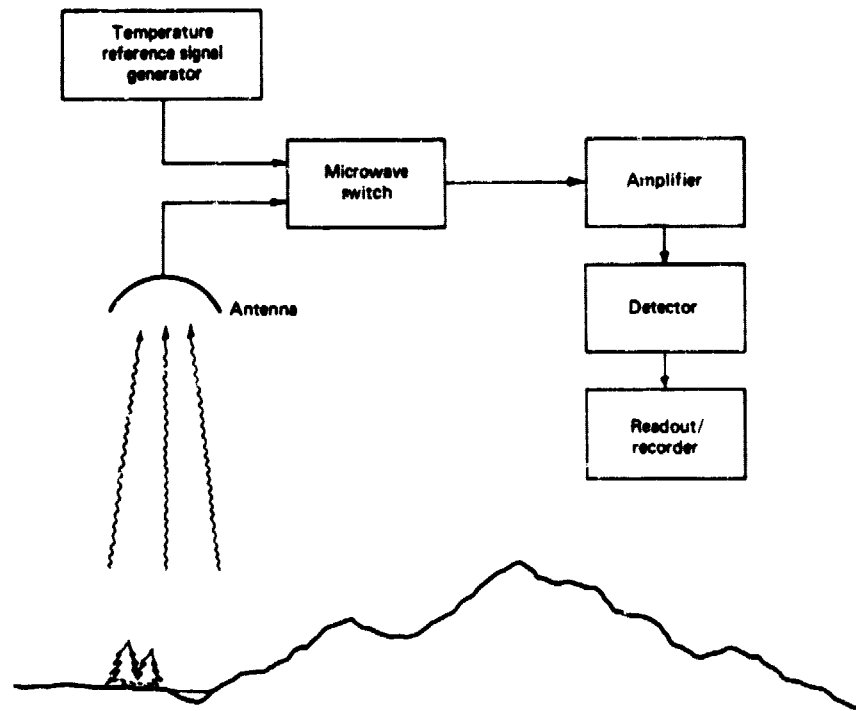 Temperature
reference signal
generator
Microwave
switch
Amplifier
Antenna
Detector
Readout/
recorder